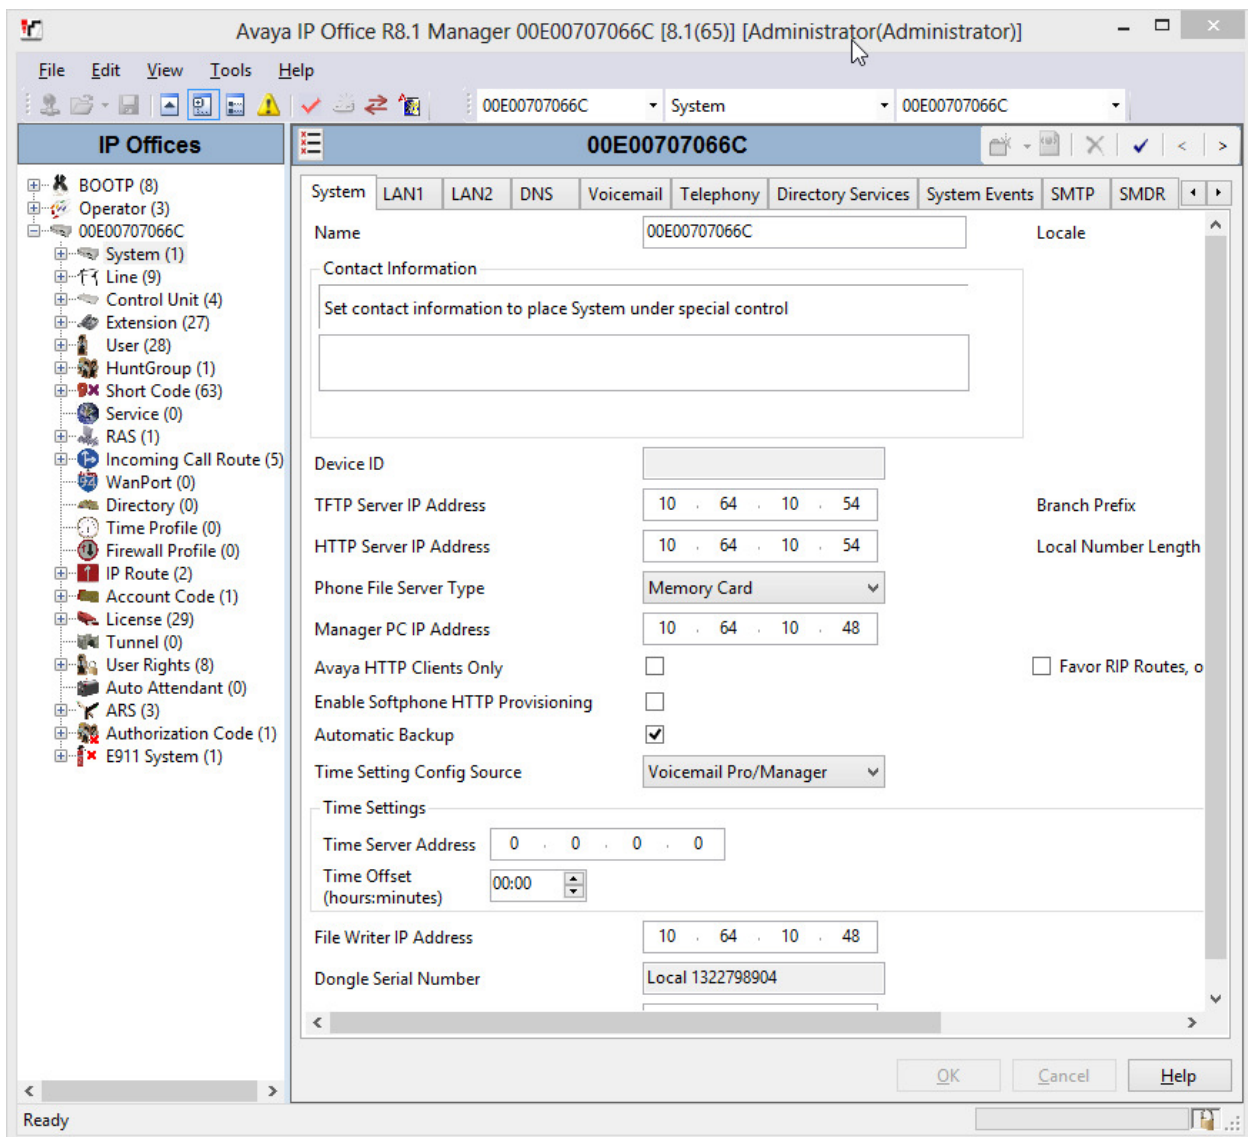 Avaya IP Office R8.1 Manager 00E00707066C [8.1(65)] [Administrator(Administrator)]
File Edit View Tools Help
00E00707066C System 00E00707066C
IP Offices
BOOTP (8)
Operator (3)
00E00707066C
System (1)
Line (9)
Control Unit (4)
Extension (27)
User (28)
HuntGroup (1)
Short Code (63)
Service (0)
RAS (1)
Incoming Call Route (5)
WanPort (0)
Directory (0)
Time Profile (0)
Firewall Profile (0)
IP Route (2)
Account Code (1)
License (29)
Tunnel (0)
User Rights (8)
Auto Attendant (0)
ARS (3)
Authorization Code (1)
E911 System (1)
00E00707066C
System LAN1 LAN2 DNS Voicemail Telephony Directory Services System Events SMTP SMDR
Name 00E00707066C Locale
Contact Information
Set contact information to place System under special control
Device ID
TFTP Server IP Address 10 . 64 . 10 . 54 Branch Prefix
HTTP Server IP Address 10 . 64 . 10 . 54 Local Number Length
Phone File Server Type Memory Card
Manager PC IP Address 10 . 64 . 10 . 48
Avaya HTTP Clients Only Favor RIP Routes, o
Enable Softphone HTTP Provisioning
Automatic Backup
Time Setting Config Source Voicemail Pro/Manager
Time Settings
Time Server Address 0 . 0 . 0 . 0
Time Offset
(hours:minutes) 00:00
File Writer IP Address 10 . 64 . 10 . 48
Dongle Serial Number Local 1322798904
OK Cancel Help
Ready